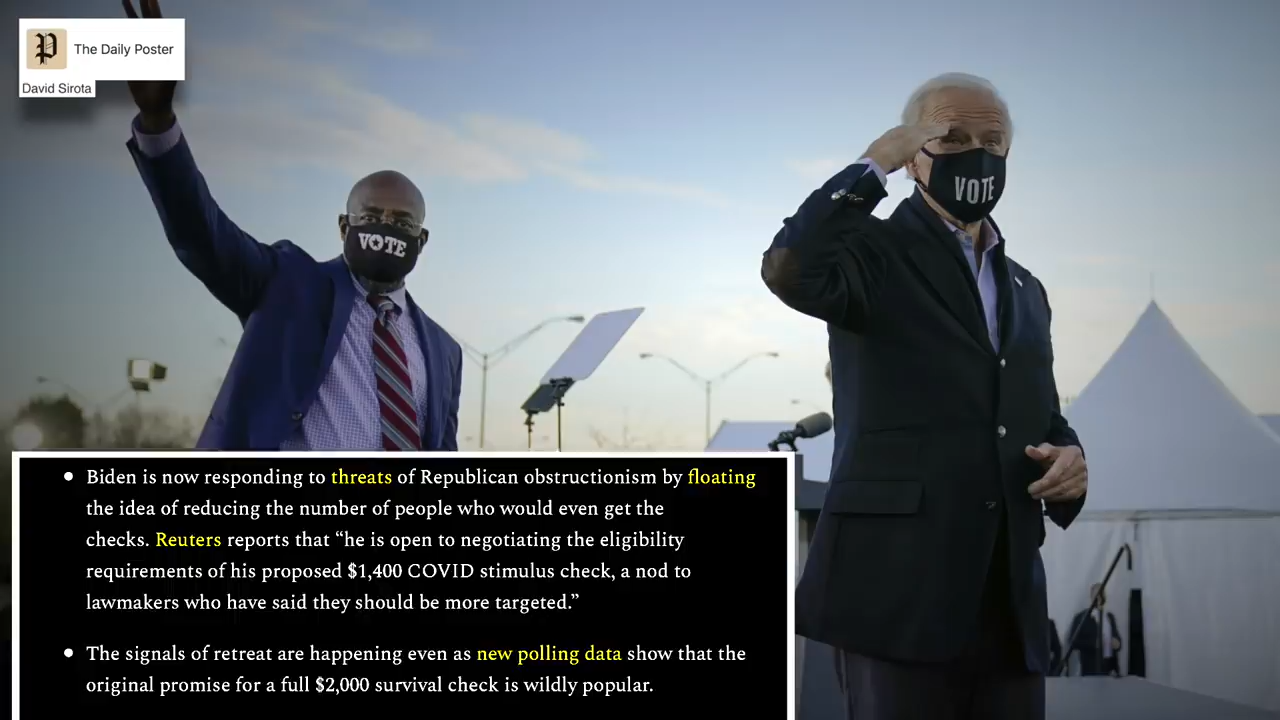 The Daily Poster
David Sirota
VOTE
VOTE
• Biden is now responding to threats of Republican obstructionism by floating
the idea of reducing the number of people who would even get the
checks. Reuters reports that “he is open to negotiating the eligibility
requirements of his proposed $1,400 COVID stimulus check, a nod to
lawmakers who have said they should be more targeted.”
• The signals of retreat are happening even as new polling data show that the
original promise for a full $2,000 survival check is wildly popular.